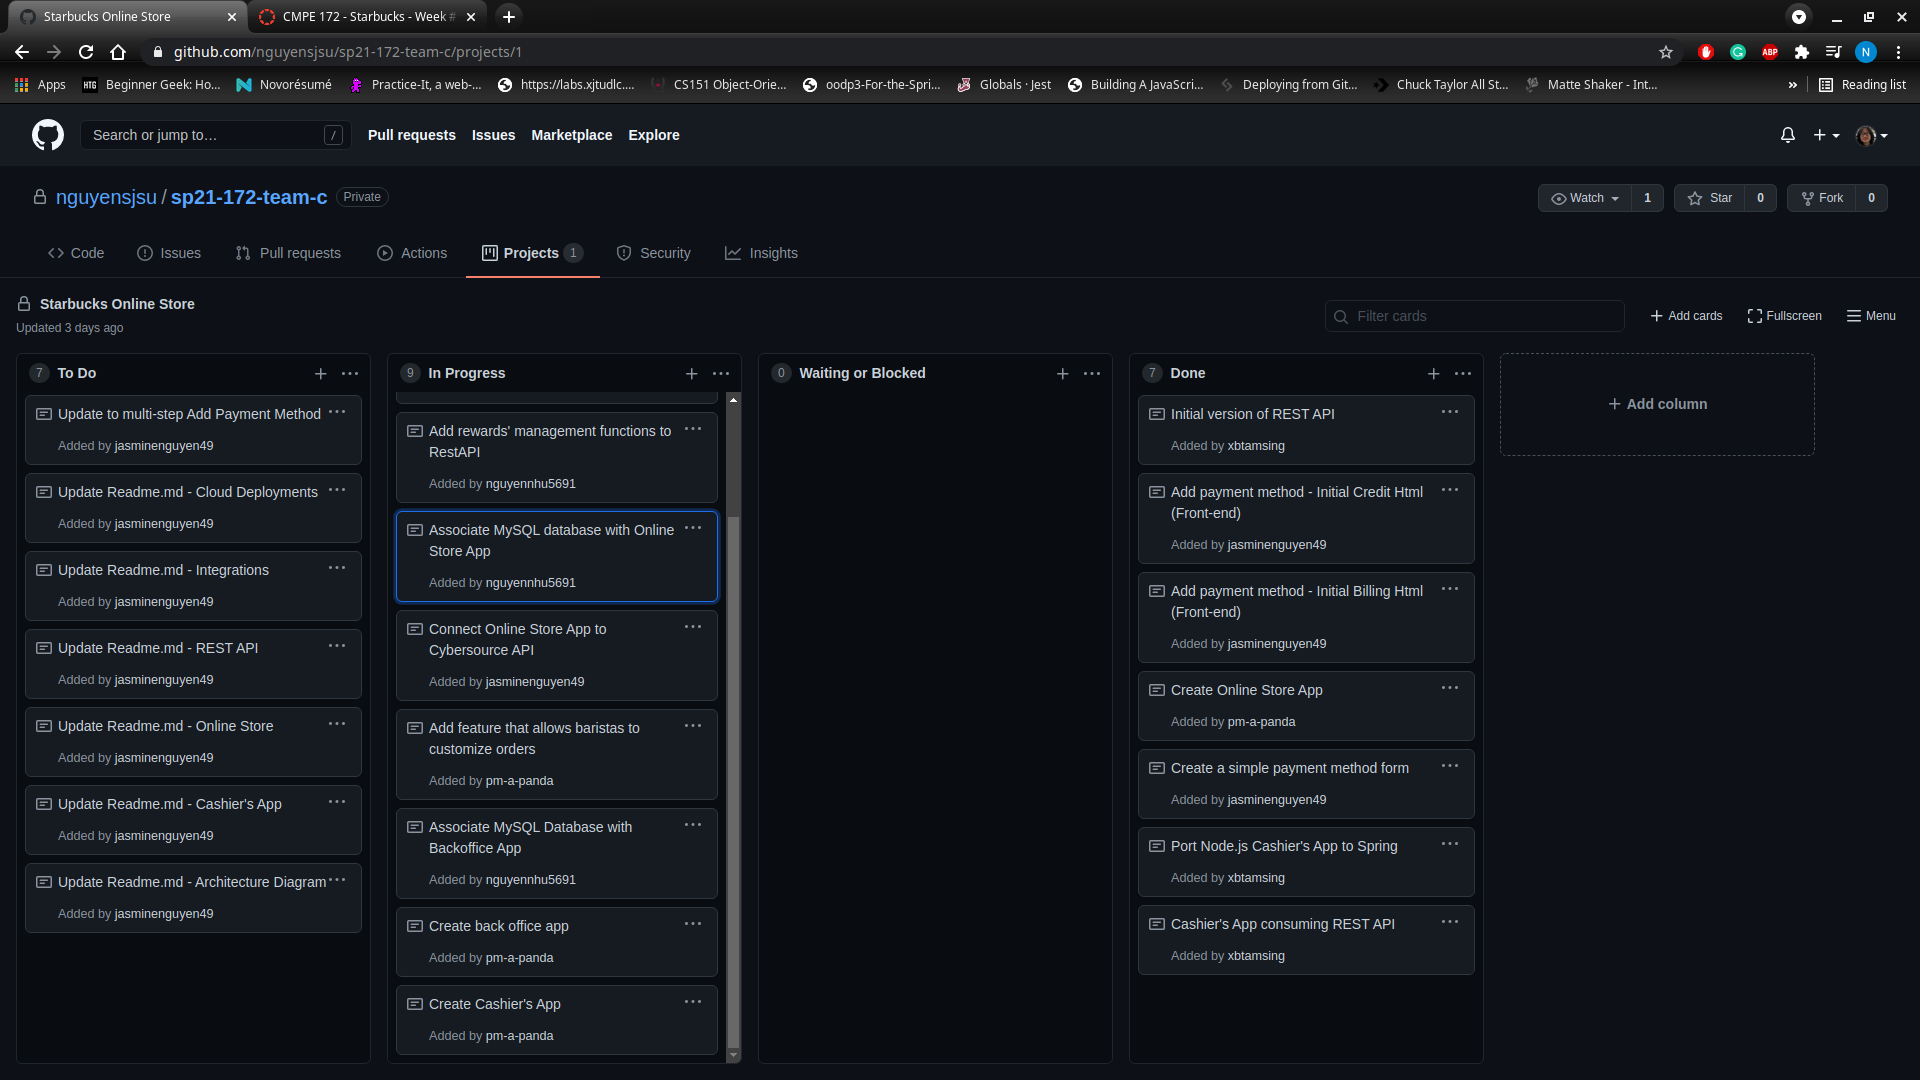 Starbucks Online Store
CMPE 172 - Starbucks - Week #
github.com/nguyensjsu/sp21-172-team-c/projects/1
ABP
N
Apps
HTG
Beginner Geek: Ho...
Novorésumé
Practice-It, a web-...
https://labs.xjtudlc....
CS151 Object-Orie...
oodp3-For-the-Spri...
Globals · Jest
Building A JavaScri...
Deploying from Git...
Chuck Taylor All St...
Matte Shaker - Int...
»
Reading list
Search or jump to…
/
Pull requests
Issues
Marketplace
Explore
nguyensjsu / sp21-172-team-c
Private
Watch 1
Star 0
Fork 0
Code
Issues
Pull requests
Actions
Projects 1
Security
Insights
Starbucks Online Store
Updated 3 days ago
Filter cards
Add cards
Fullscreen
Menu
7 To Do
Update to multi-step Add Payment Method
Added by jasminenguyen49
Update Readme.md - Cloud Deployments
Added by jasminenguyen49
Update Readme.md - Integrations
Added by jasminenguyen49
Update Readme.md - REST API
Added by jasminenguyen49
Update Readme.md - Online Store
Added by jasminenguyen49
Update Readme.md - Cashier's App
Added by jasminenguyen49
Update Readme.md - Architecture Diagram
Added by jasminenguyen49
9 In Progress
Add rewards' management functions to
RestAPI
Added by nguyennhu5691
Associate MySQL database with Online
Store App
Added by nguyennhu5691
Connect Online Store App to
Cybersource API
Added by jasminenguyen49
Add feature that allows baristas to
customize orders
Added by pm-a-panda
Associate MySQL Database with
Backoffice App
Added by nguyennhu5691
Create back office app
Added by pm-a-panda
Create Cashier's App
Added by pm-a-panda
0 Waiting or Blocked
7 Done
Initial version of REST API
Added by xbtamsing
Add payment method - Initial Credit Html
(Front-end)
Added by jasminenguyen49
Add payment method - Initial Billing Html
(Front-end)
Added by jasminenguyen49
Create Online Store App
Added by pm-a-panda
Create a simple payment method form
Added by jasminenguyen49
Port Node.js Cashier's App to Spring
Added by xbtamsing
Cashier's App consuming REST API
Added by xbtamsing
Add column